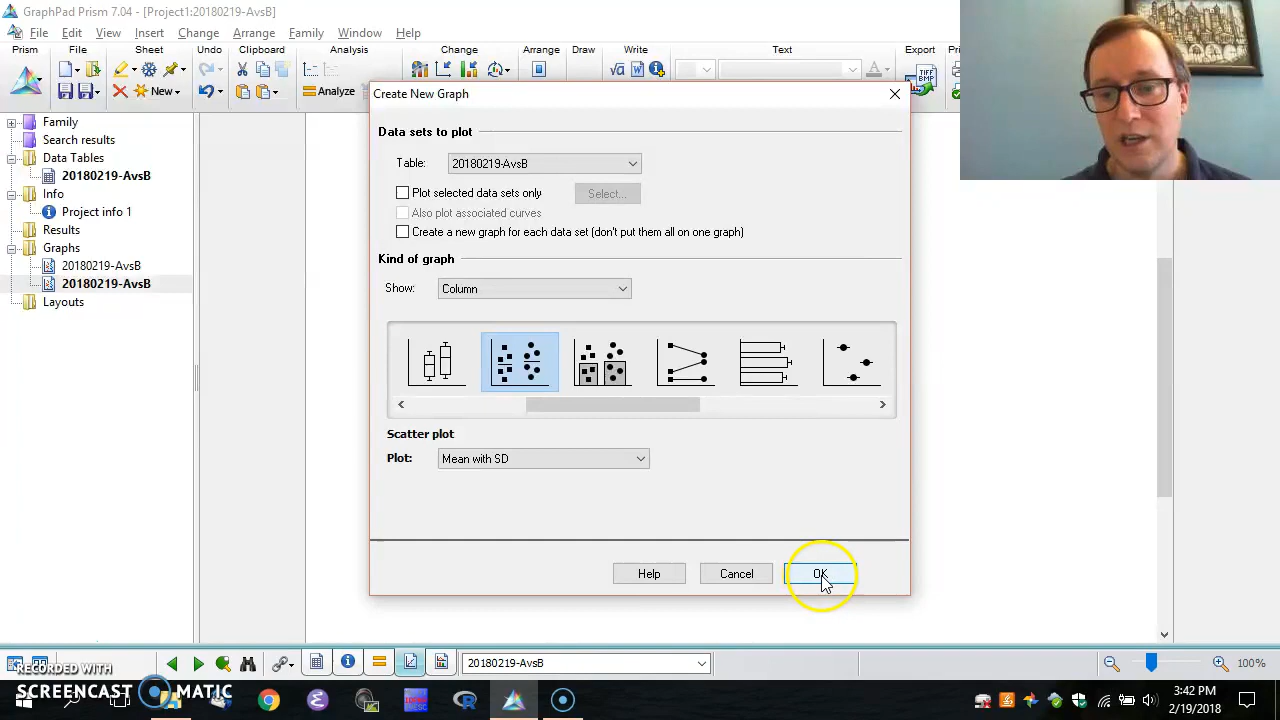 GraphPad Prism 7.04 - [Project1:20180219-AvsB]
File Edit View Insert Change Arrange Family Window Help
Prism File Sheet Undo Clipboard Analysis Change Arrange Draw Write Text Export
New Analyze
Create New Graph
Data sets to plot
Table: 20180219-AvsB
Plot selected data sets only Select...
Also plot associated curves
Create a new graph for each data set (don't put them all on one graph)
Kind of graph
Show: Column
Scatter plot
Plot: Mean with SD
Help Cancel OK
Family
Search results
Data Tables
20180219-AvsB
Info
Project info 1
Results
Graphs
20180219-AvsB
20180219-AvsB
Layouts
20180219-AvsB
100%
RECORDED WITH
SCREENCAST MATIC
3:42 PM
2/19/2018